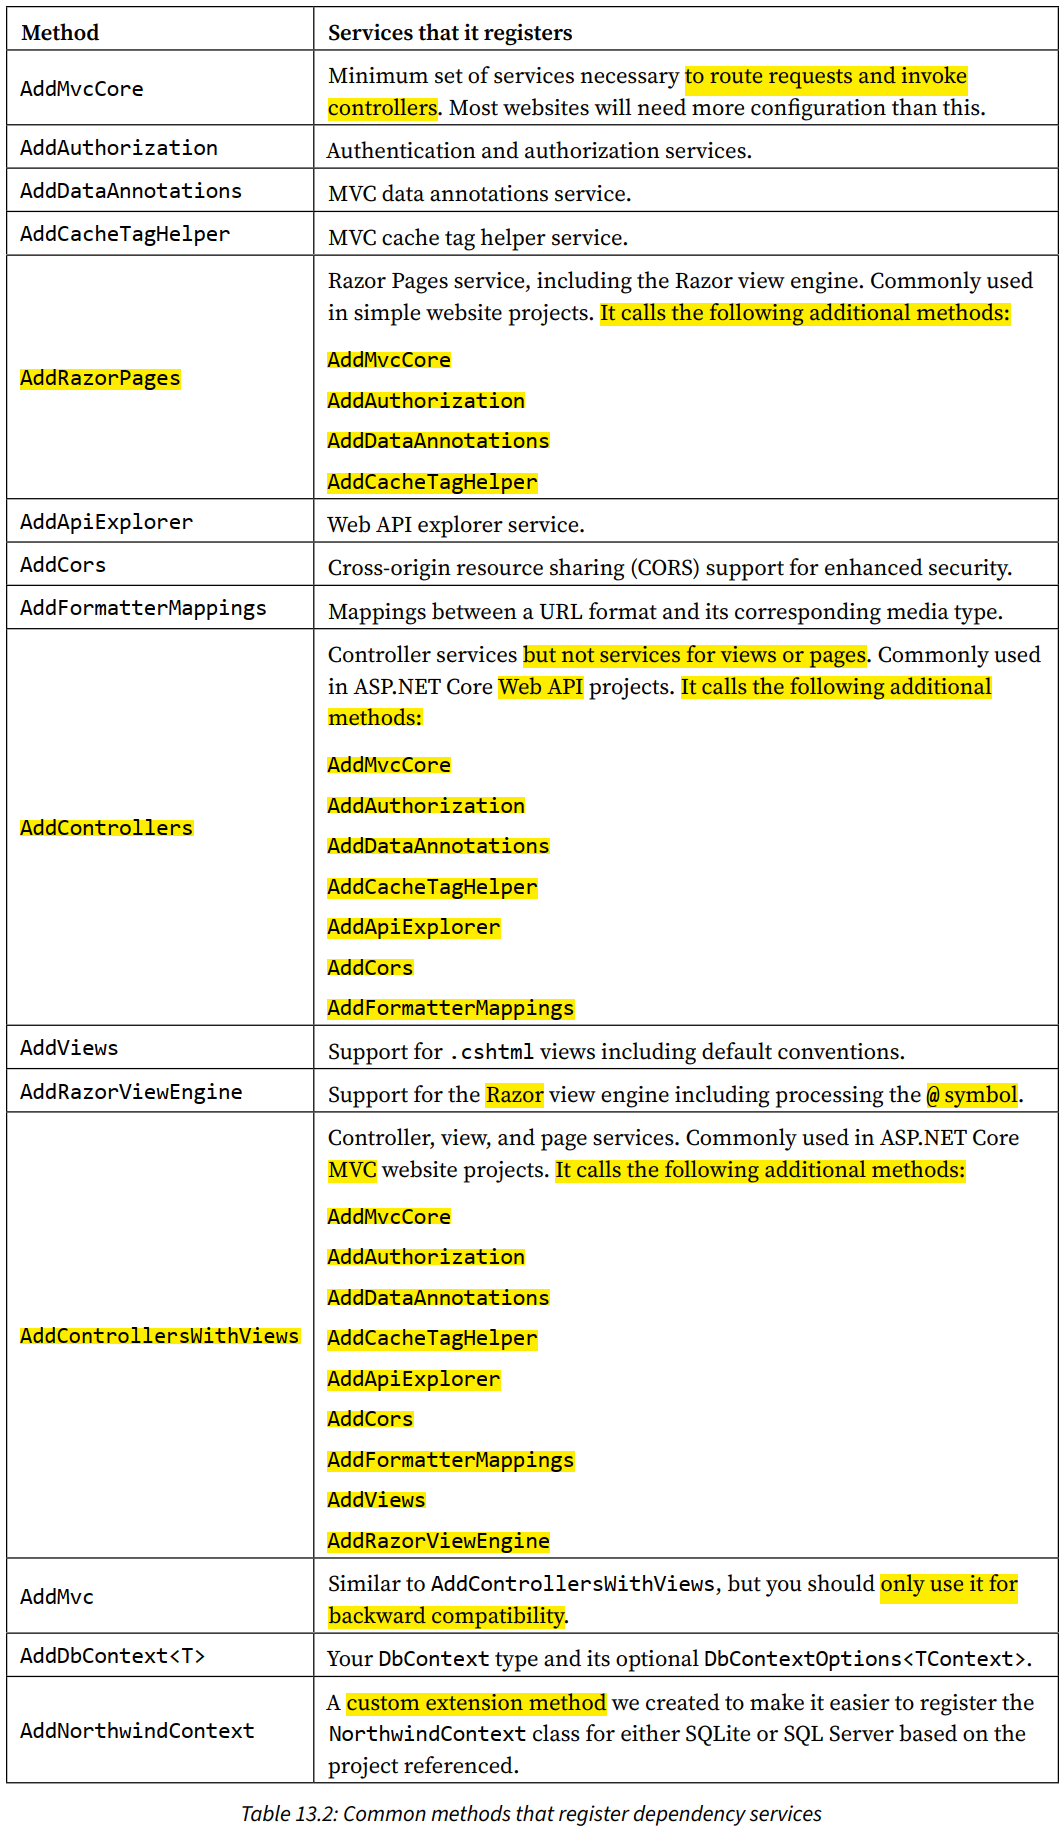 Method
Services that it registers
AddMvcCore
Minimum set of services necessary to route requests and invoke
controllers. Most websites will need more configuration than this.
AddAuthorization
Authentication and authorization services.
AddDataAnnotations
MVC data annotations service.
AddCacheTagHelper
MVC cache tag helper service.
AddRazorPages
Razor Pages service, including the Razor view engine. Commonly used
in simple website projects. It calls the following additional methods:
AddMvcCore
AddAuthorization
AddDataAnnotations
AddCacheTagHelper
AddApiExplorer
Web API explorer service.
AddCors
Cross-origin resource sharing (CORS) support for enhanced security.
AddFormatterMappings
Mappings between a URL format and its corresponding media type.
AddControllers
Controller services but not services for views or pages. Commonly used
in ASP.NET Core Web API projects. It calls the following additional
methods:
AddMvcCore
AddAuthorization
AddDataAnnotations
AddCacheTagHelper
AddApiExplorer
AddCors
AddFormatterMappings
AddViews
Support for .cshtml views including default conventions.
AddRazorViewEngine
Support for the Razor view engine including processing the @ symbol.
AddControllersWithViews
Controller, view, and page services. Commonly used in ASP.NET Core
MVC website projects. It calls the following additional methods:
AddMvcCore
AddAuthorization
AddDataAnnotations
AddCacheTagHelper
AddApiExplorer
AddCors
AddFormatterMappings
AddViews
AddRazorViewEngine
AddMvc
Similar to AddControllersWithViews, but you should only use it for
backward compatibility.
AddDbContext<T>
Your DbContext type and its optional DbContextOptions<TContext>.
AddNorthwindContext
A custom extension method we created to make it easier to register the
NorthwindContext class for either SQLite or SQL Server based on the
project referenced.
Table 13.2: Common methods that register dependency services